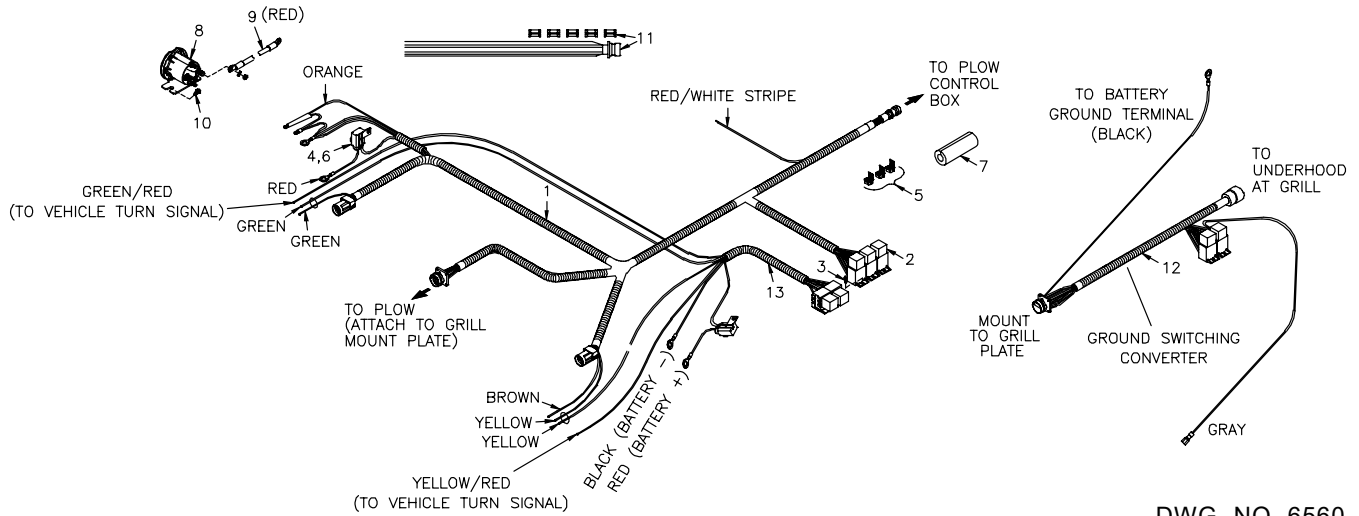 8
9 (RED)
10
11
ORANGE
4,6
RED
GREEN/RED
(TO VEHICLE TURN SIGNAL)
GREEN
GREEN
1
RED/WHITE STRIPE
TO PLOW
CONTROL
BOX
7
5
2
3
13
TO PLOW
(ATTACH TO GRILL
MOUNT PLATE)
BROWN
YELLOW
YELLOW
YELLOW/RED
(TO VEHICLE TURN SIGNAL)
BLACK (BATTERY -)
RED (BATTERY +)
TO BATTERY
GROUND TERMINAL
(BLACK)
TO
UNDERHOOD
AT GRILL
12
MOUNT
TO GRILL
PLATE
GROUND SWITCHING
CONVERTER
GRAY
DWG. NO. 6560